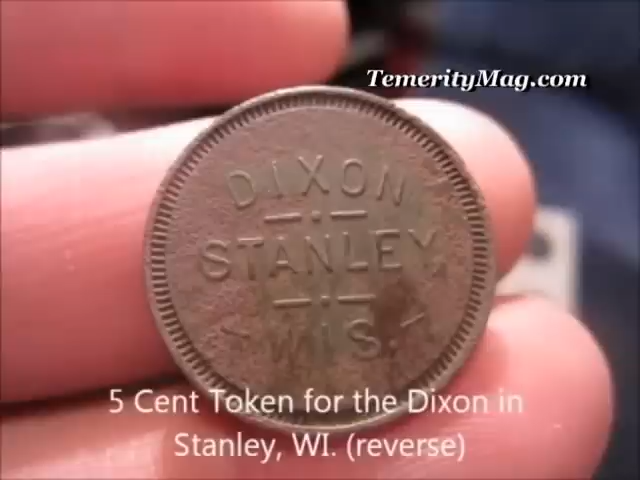 TemerityMag.com
DIXON
STANLEY,
WIS.
5 Cent Token for the Dixon in
Stanley, WI. (reverse)